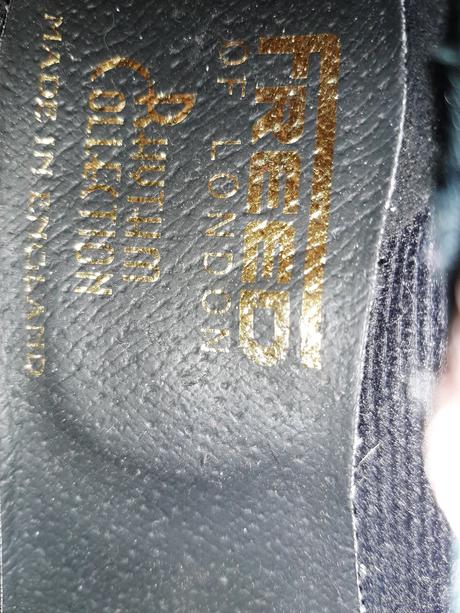 FREED
OF LONDON
RHYTHM
COLLECTION
MADE IN ENGLAND